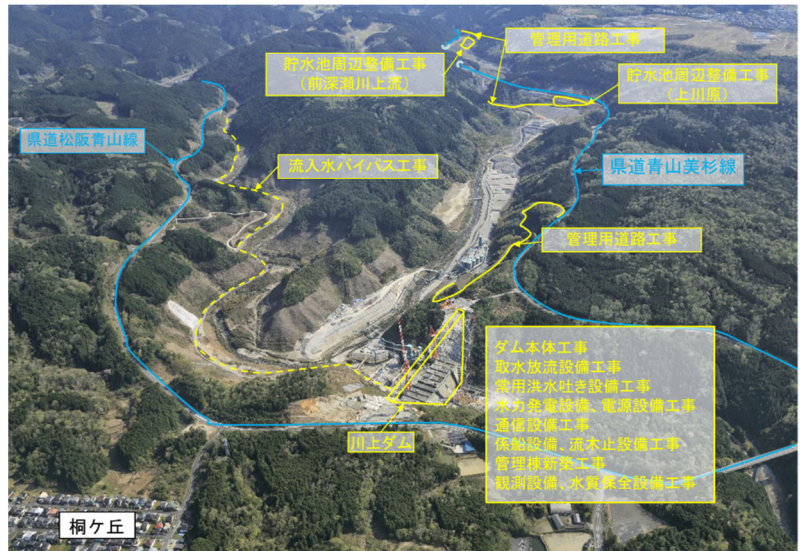 管理用道路工事
貯水池周辺整備工事
（前深瀬川上流）
貯水池周辺整備工事
（上川原）
県道松阪青山線
流入水バイパス工事
県道青山美杉線
管理用道路工事
ダム本体工事
取水放流設備工事
常用洪水吐き設備工事
水力発電設備、電源設備工事
通信設備工事
係船設備、流木止設備工事
管理棟新築工事
観測設備、水質保全設備工事
川上ダム
桐ケ丘